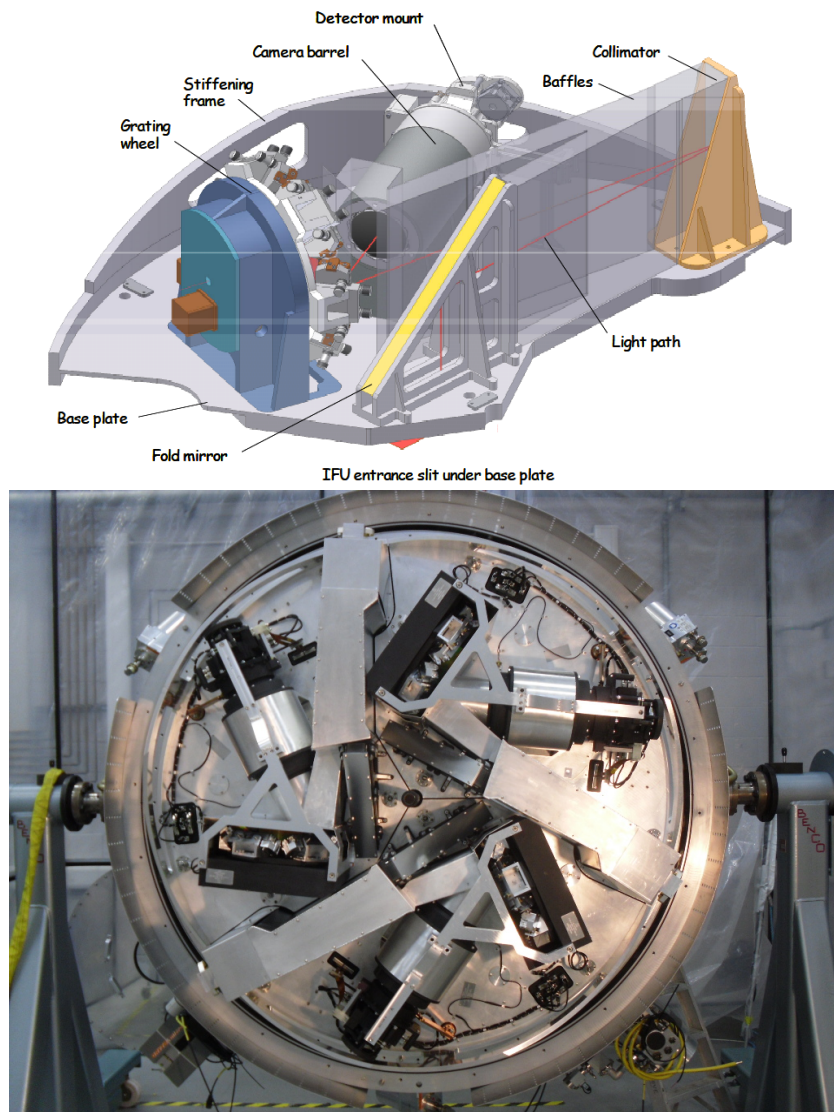 Detector mount
Camera barrel
Collimator
Baffles
Stiffening
frame
Grating
wheel
Light path
Base plate
Fold mirror
IFU entrance slit under base plate